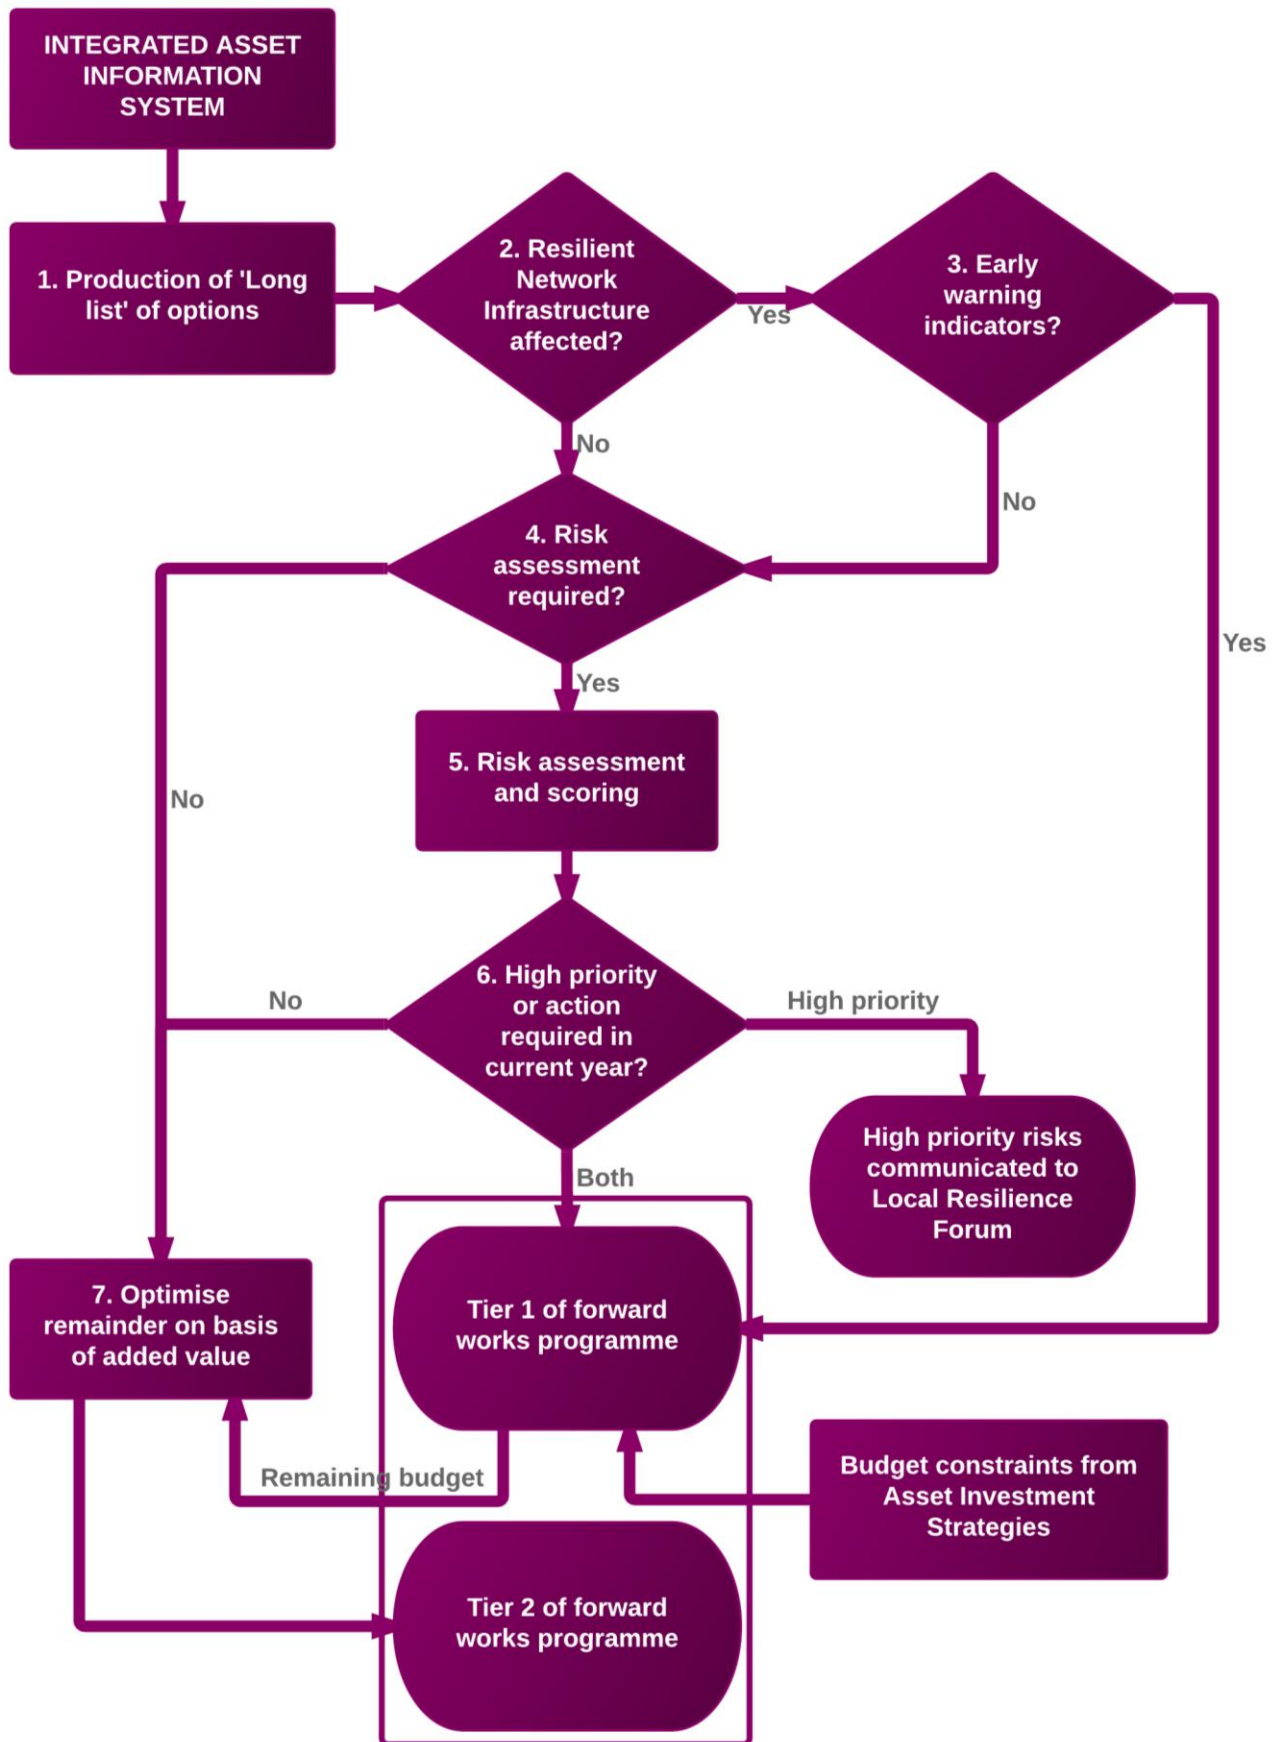 INTEGRATED ASSET
INFORMATION
SYSTEM
1. Production of 'Long
list' of options
2. Resilient
Network
Infrastructure
affected?
Yes
3. Early
warning
indicators?
No
No
Yes
4. Risk
assessment
required?
Yes
No
5. Risk assessment
and scoring
6. High priority
or action
required in
current year?
No
High priority
Both
High priority risks
communicated to
Local Resilience
Forum
7. Optimise
remainder on basis
of added value
Tier 1 of forward
works programme
Remaining budget
Budget constraints from
Asset Investment
Strategies
Tier 2 of forward
works programme